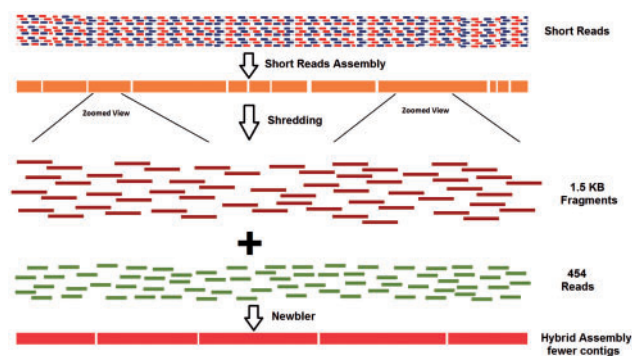 Short Reads
Short Reads Assembly
Zoomed View
Shredding
Zoomed View
1.5 KB
Fragments
454
Reads
Newbler
Hybrid Assembly
fewer contigs